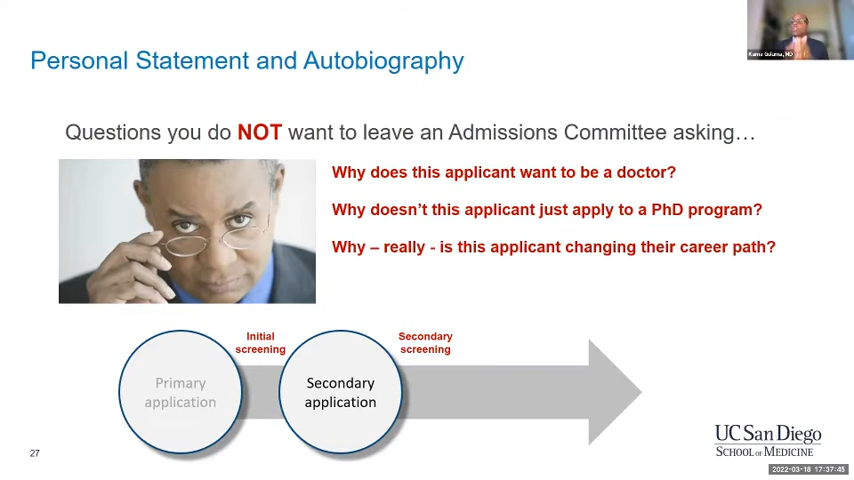 Personal Statement and Autobiography
Kama Guluma, MD
Questions you do NOT want to leave an Admissions Committee asking…
Why does this applicant want to be a doctor?
Why doesn't this applicant just apply to a PhD program?
Why – really - is this applicant changing their career path?
Initial
screening
Secondary
screening
Primary
application
Secondary
application
UC San Diego
SCHOOL OF MEDICINE
27
2022-03-18 17:37:45